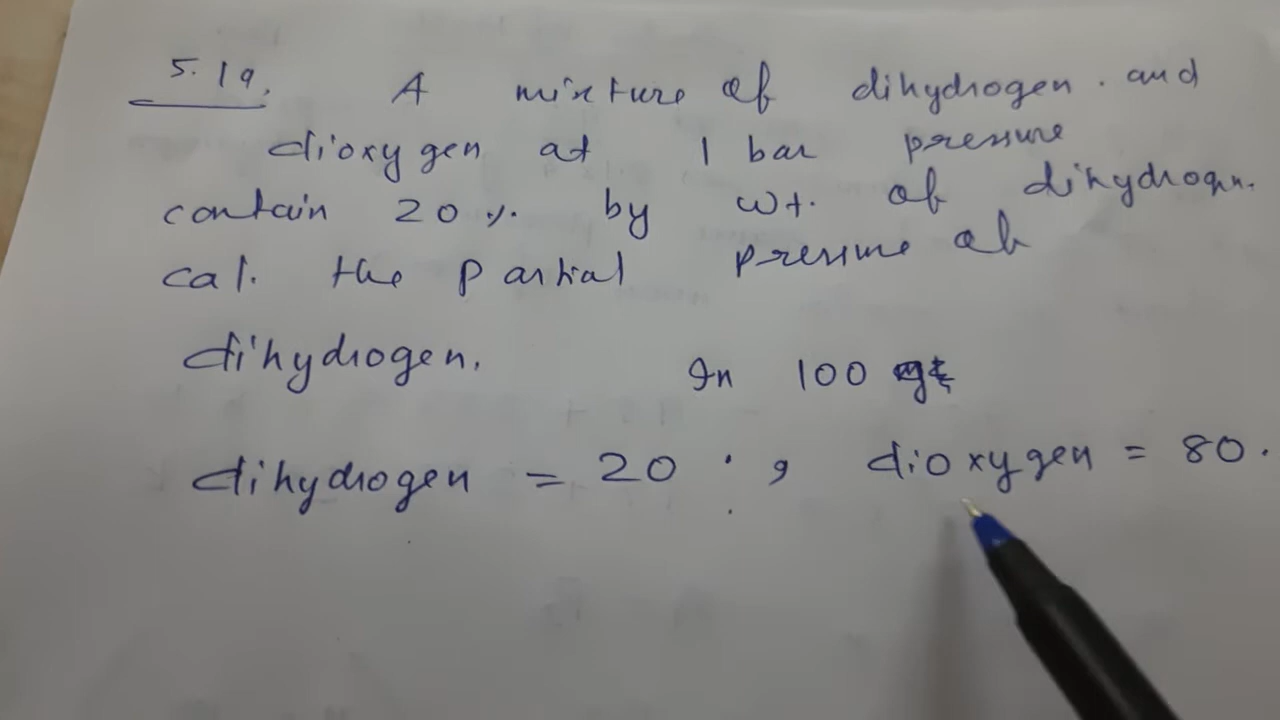 5.19.
A mixture of dihydrogen. and
dioxygen at 1 bar pressure
contain 20%. by wt. of dihydrogn.
cal. the partial pressure of
dihydrogen.
In 100
dihydrogen = 20 , dioxygen = 80.